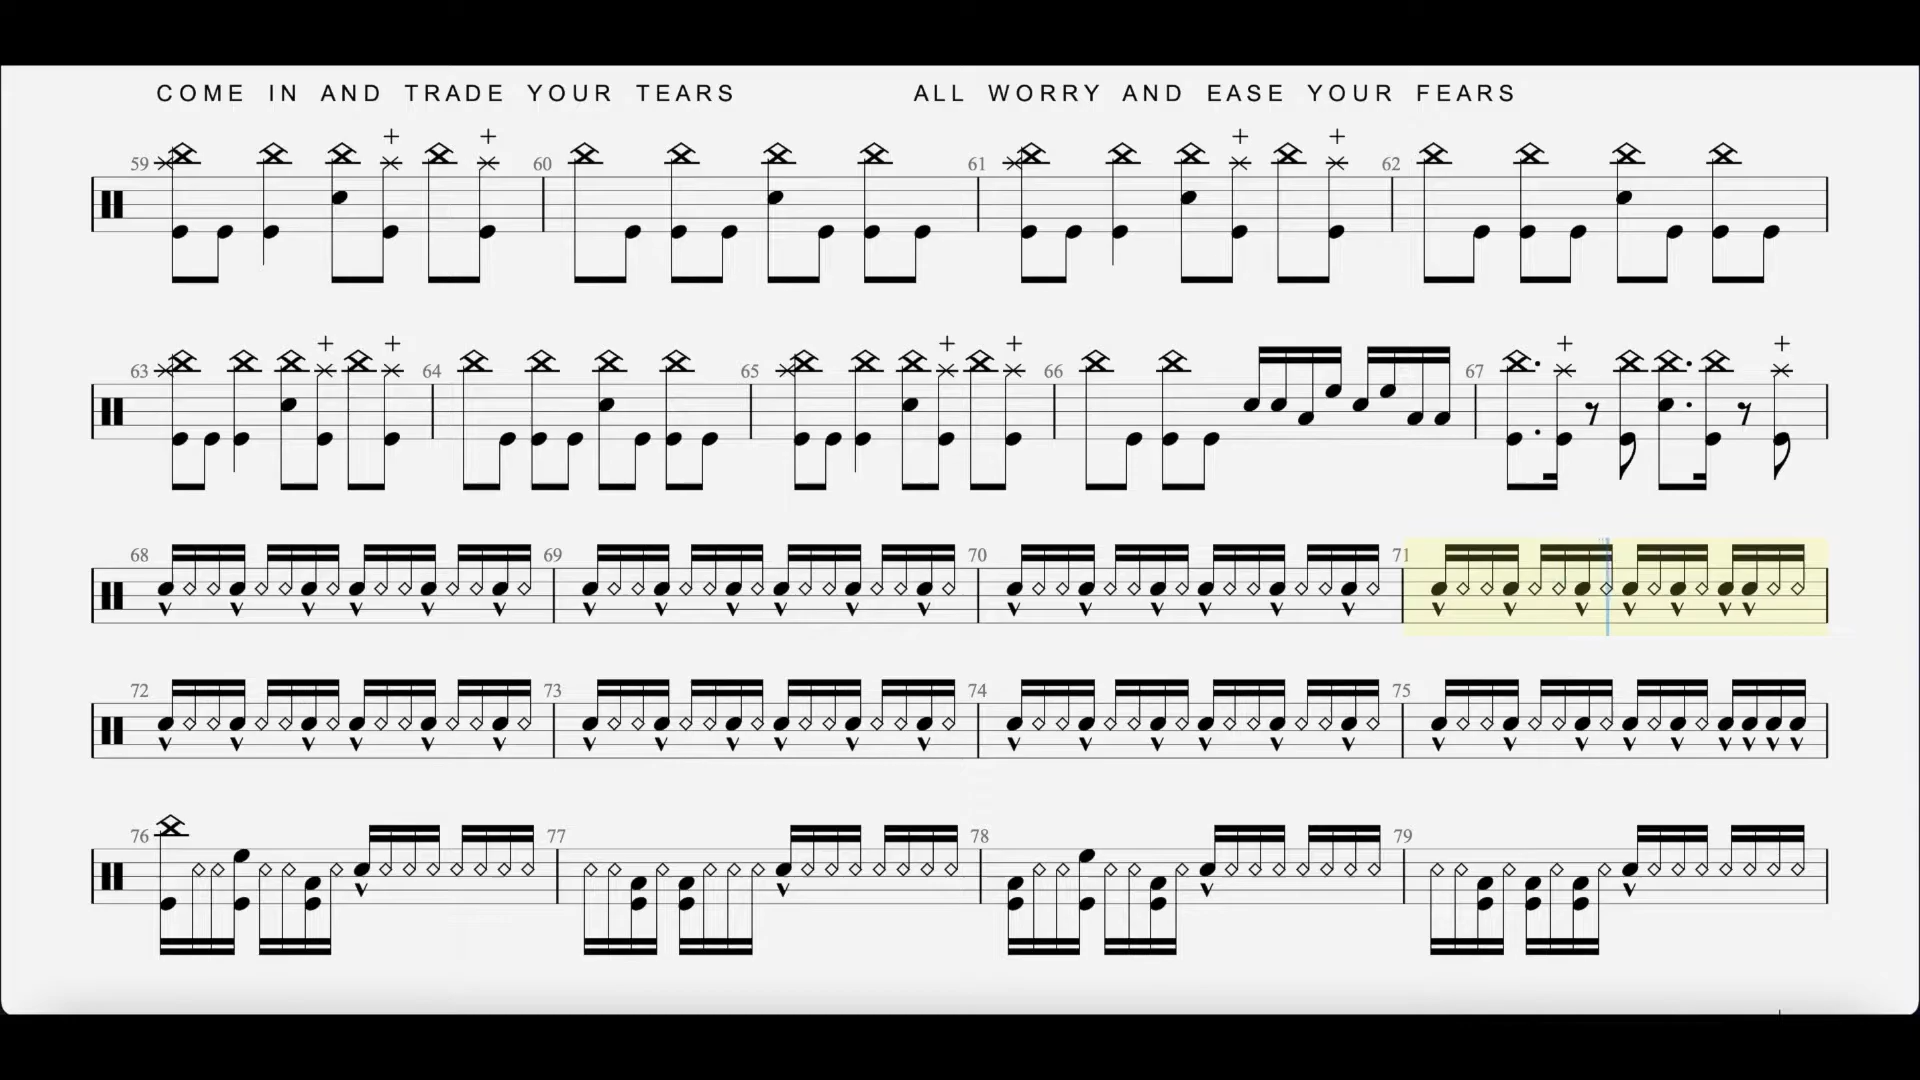 COME IN AND TRADE YOUR TEARS ALL WORRY AND EASE YOUR FEARS
59 60 61 62
63 64 65 66 67
68 69 70 71
72 73 74 75
76 77 78 79